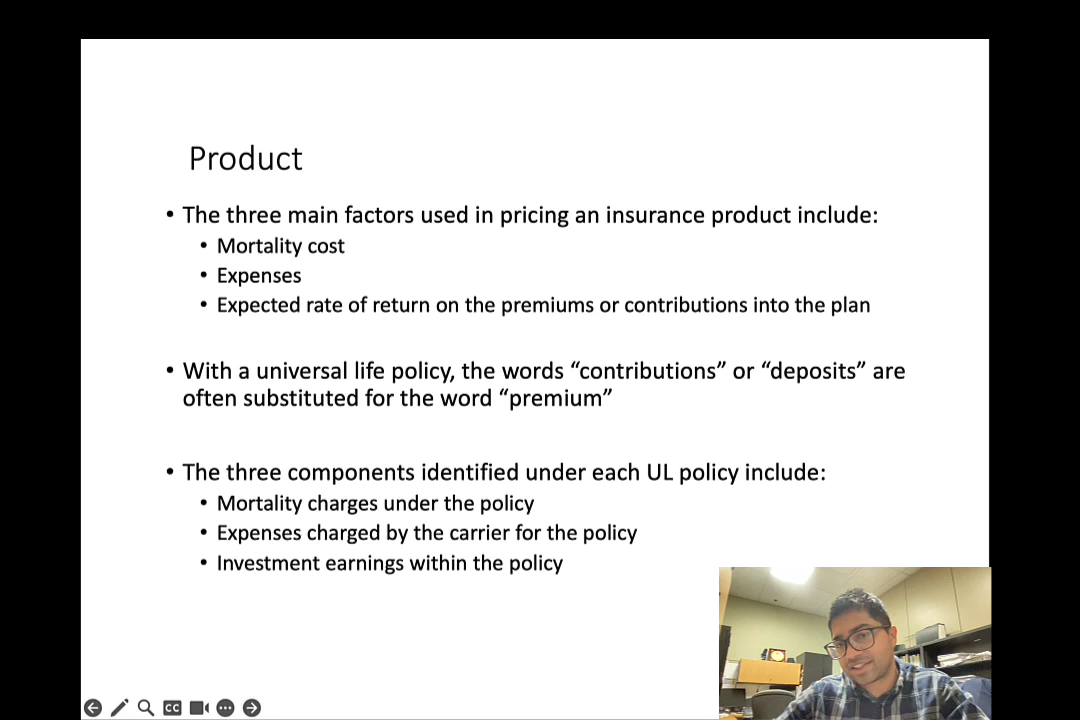 Product
• The three main factors used in pricing an insurance product include:
• Mortality cost
• Expenses
• Expected rate of return on the premiums or contributions into the plan
• With a universal life policy, the words “contributions” or “deposits” are
often substituted for the word “premium”
• The three components identified under each UL policy include:
• Mortality charges under the policy
• Expenses charged by the carrier for the policy
• Investment earnings within the policy
CC